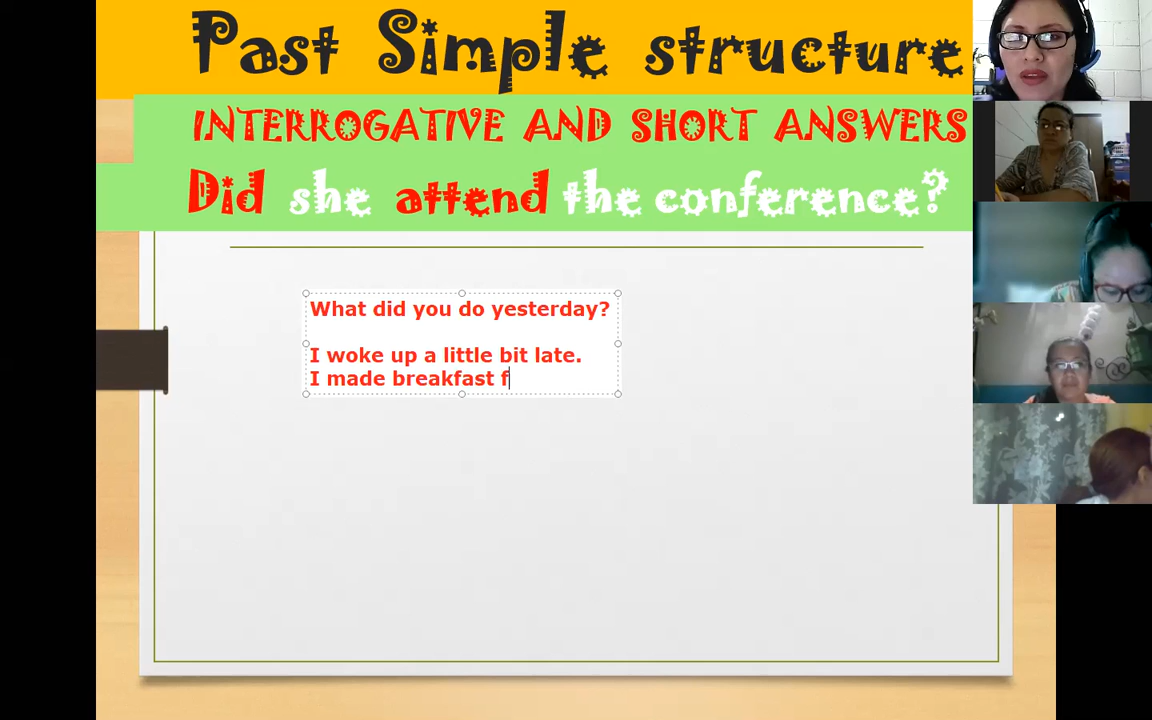 Past Simple structure
INTERROGATIVE AND SHORT ANSWERS
Did she attend the conference?
What did you do yesterday?
I woke up a little bit late.
I made breakfast f